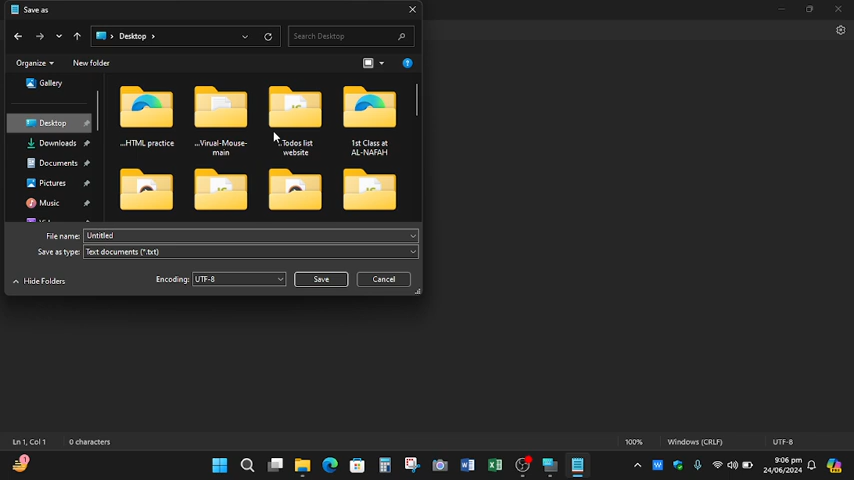 Save as
Desktop
Search Desktop
Organize
New folder
Gallery
Desktop
Downloads
Documents
Pictures
Music
...HTML practice
...Virual-Mouse-
main
...Todos list
website
1st Class at
AL-NAFAH
File name: Untitled
Save as type: Text documents (*.txt)
Hide Folders
Encoding: UTF-8
Save
Cancel
Ln 1, Col 1
0 characters
100%
Windows (CRLF)
UTF-8
9:06 pm
24/06/2024